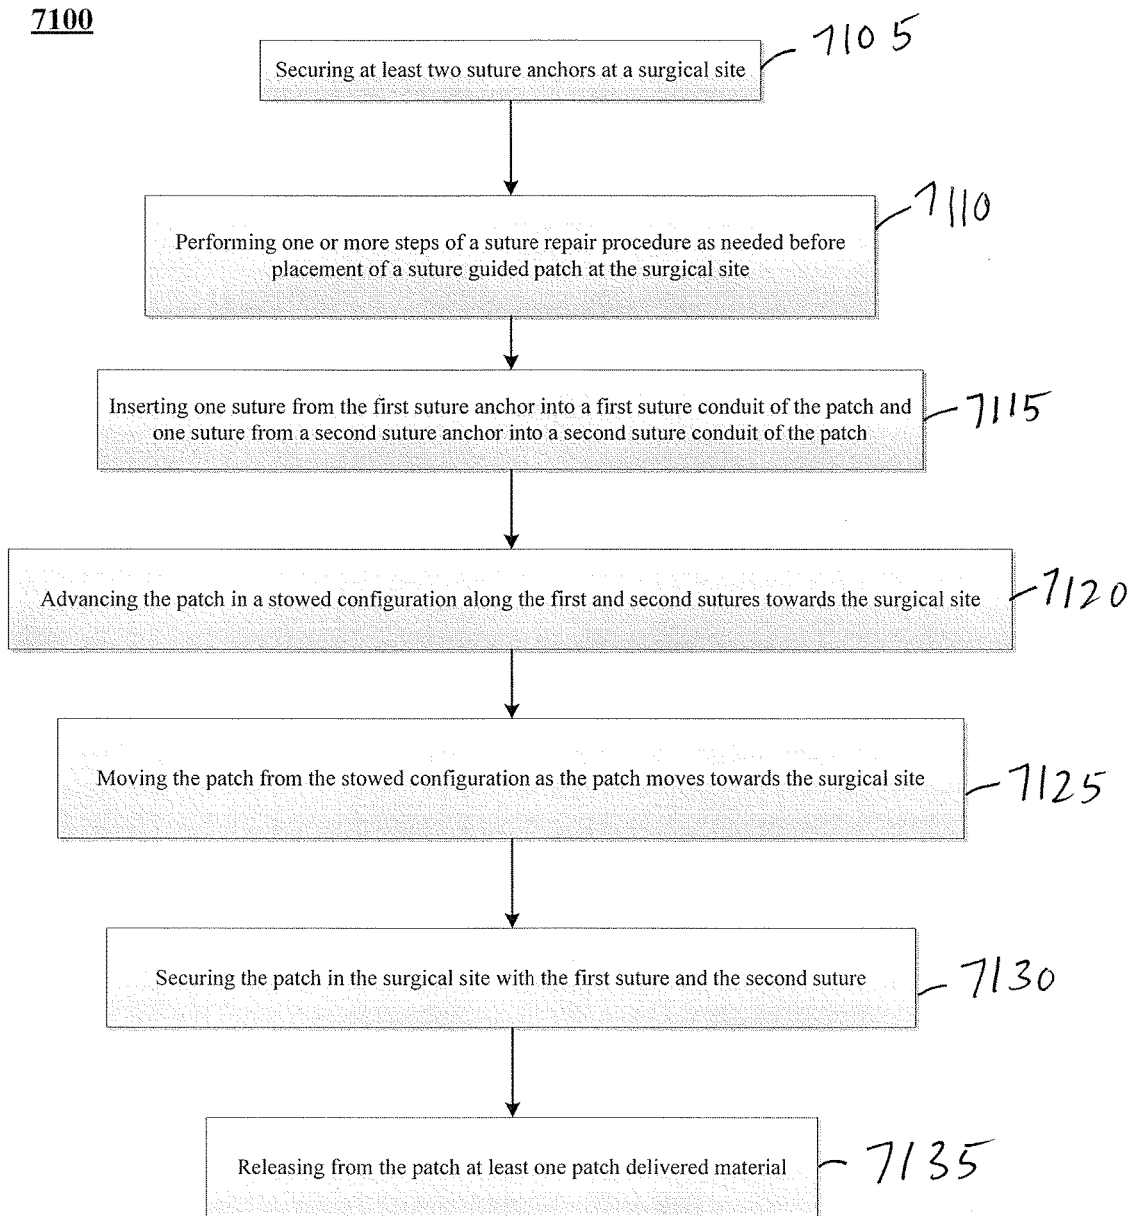 7100
Securing at least two suture anchors at a surgical site
7105
Performing one or more steps of a suture repair procedure as needed before
placement of a suture guided patch at the surgical site
7110
Inserting one suture from the first suture anchor into a first suture conduit of the patch and
one suture from a second suture anchor into a second suture conduit of the patch
7115
Advancing the patch in a stowed configuration along the first and second sutures towards the surgical site
7120
Moving the patch from the stowed configuration as the patch moves towards the surgical site
7125
Securing the patch in the surgical site with the first suture and the second suture
7130
Releasing from the patch at least one patch delivered material
7135